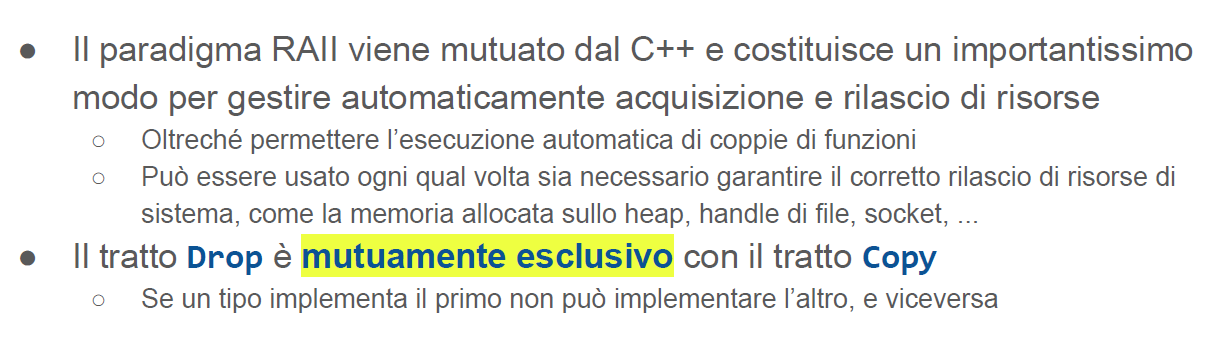 ● Il paradigma RAII viene mutuato dal C++ e costituisce un importantissimo
modo per gestire automaticamente acquisizione e rilascio di risorse
○ Oltreché permettere l’esecuzione automatica di coppie di funzioni
○ Può essere usato ogni qual volta sia necessario garantire il corretto rilascio di risorse di
sistema, come la memoria allocata sullo heap, handle di file, socket, ...
● Il tratto Drop è mutuamente esclusivo con il tratto Copy
○ Se un tipo implementa il primo non può implementare l’altro, e viceversa